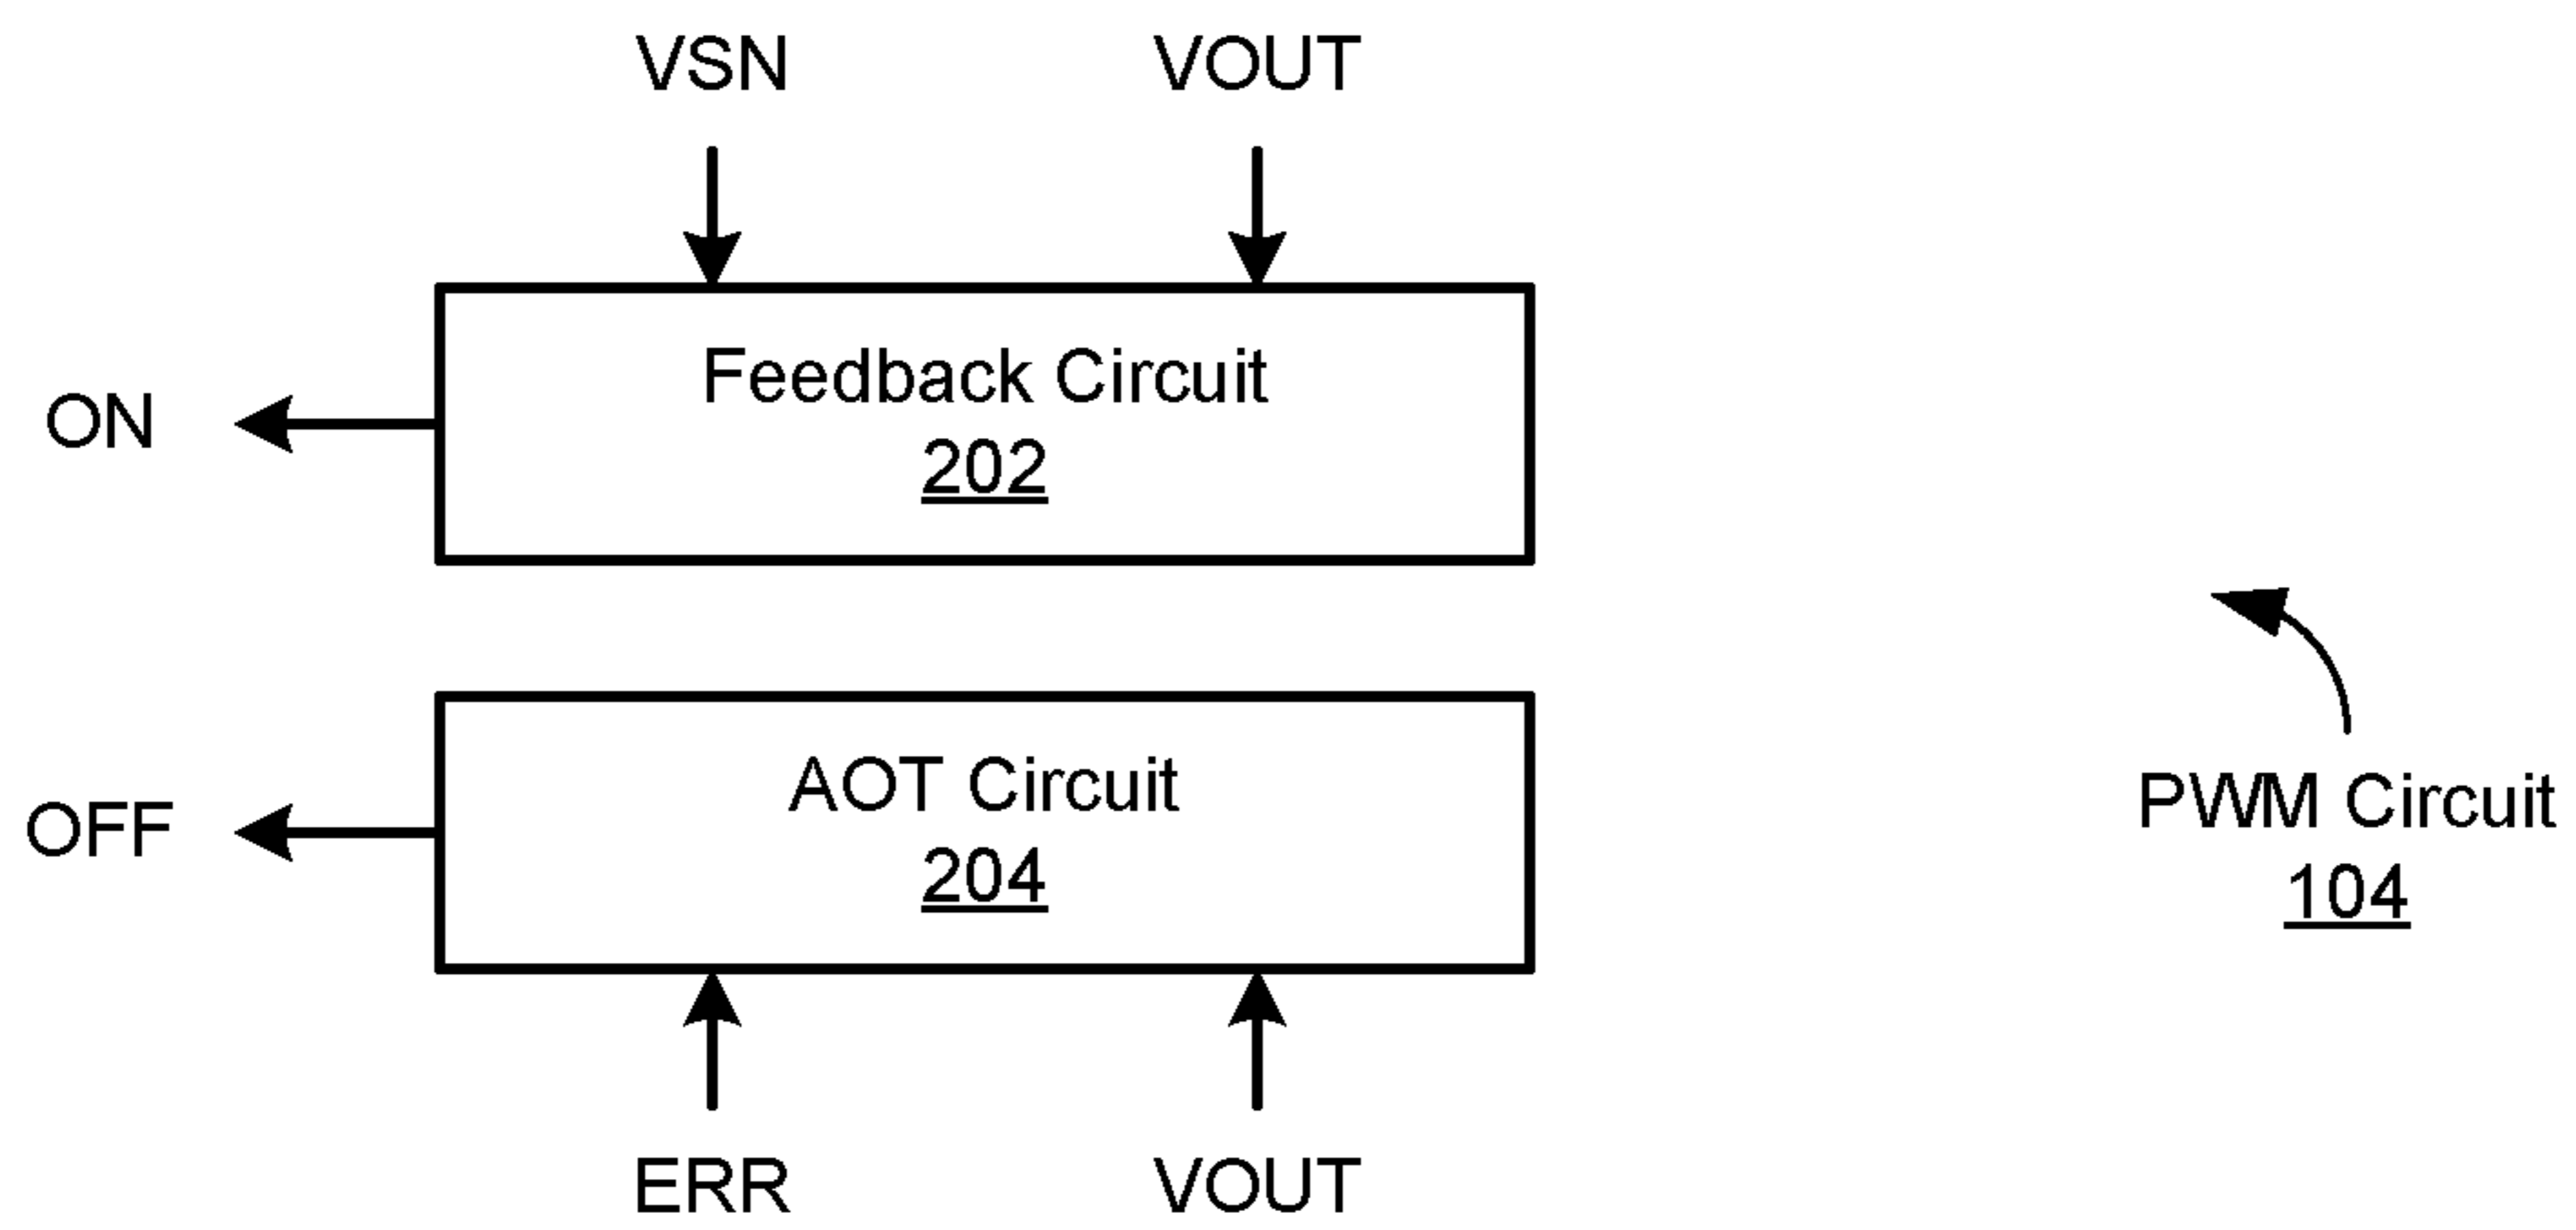 VSN
VOUT
Feedback Circuit
202
ON
AOT Circuit
204
OFF
PWM Circuit
104
ERR
VOUT